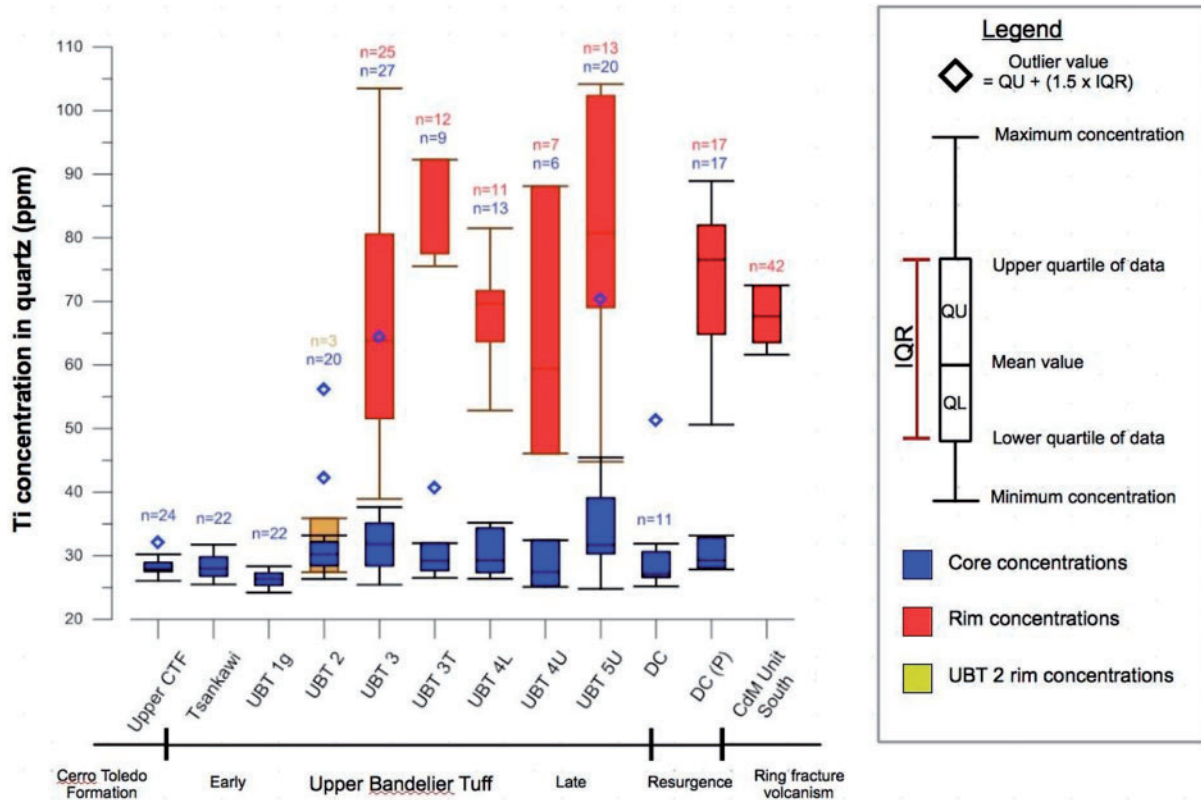 Ti concentration in quartz (ppm)
110
100
90
80
70
60
50
40
30
20
n=24
n=22
n=22
n=3
n=20
n=25
n=27
n=12
n=9
n=11
n=13
n=7
n=6
n=13
n=20
n=11
n=17
n=17
n=42
Upper CTF
Tsankawi
UBT 1g
UBT 2
UBT 3
UBT 3T
UBT 4L
UBT 4U
UBT 5U
DC
DC (P)
CdM Unit
South
Cerro Toledo
Formation
Early
Upper Bandelier Tuff
Late
Resurgence
Ring fracture
volcanism
Legend
Outlier value
= QU + (1.5 x IQR)
Maximum concentration
Upper quartile of data
IQR
QU
Mean value
QL
Lower quartile of data
Minimum concentration
Core concentrations
Rim concentrations
UBT 2 rim concentrations